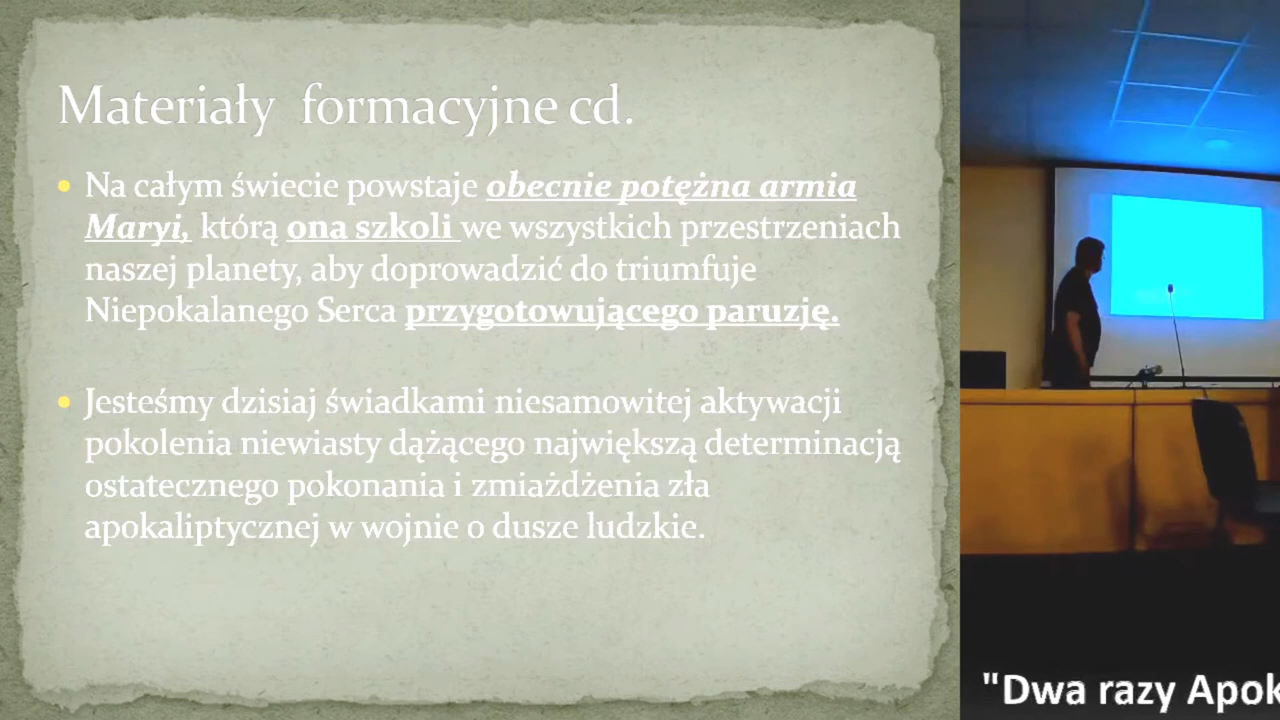 Materiały formacyjne cd.
Na całym świecie powstaje obecnie potężna armia
Maryi, którą ona szkoli we wszystkich przestrzeniach
naszej planety, aby doprowadzić do triumfuje
Niepokalanego Serca przygotowującego paruzję.
Jesteśmy dzisiaj świadkami niesamowitej aktywacji
pokolenia niewiasty dążącego największą determinacją
ostatecznego pokonania i zmiażdżenia zła
apokaliptycznej w wojnie o dusze ludzkie.
"Dwa razy Apok